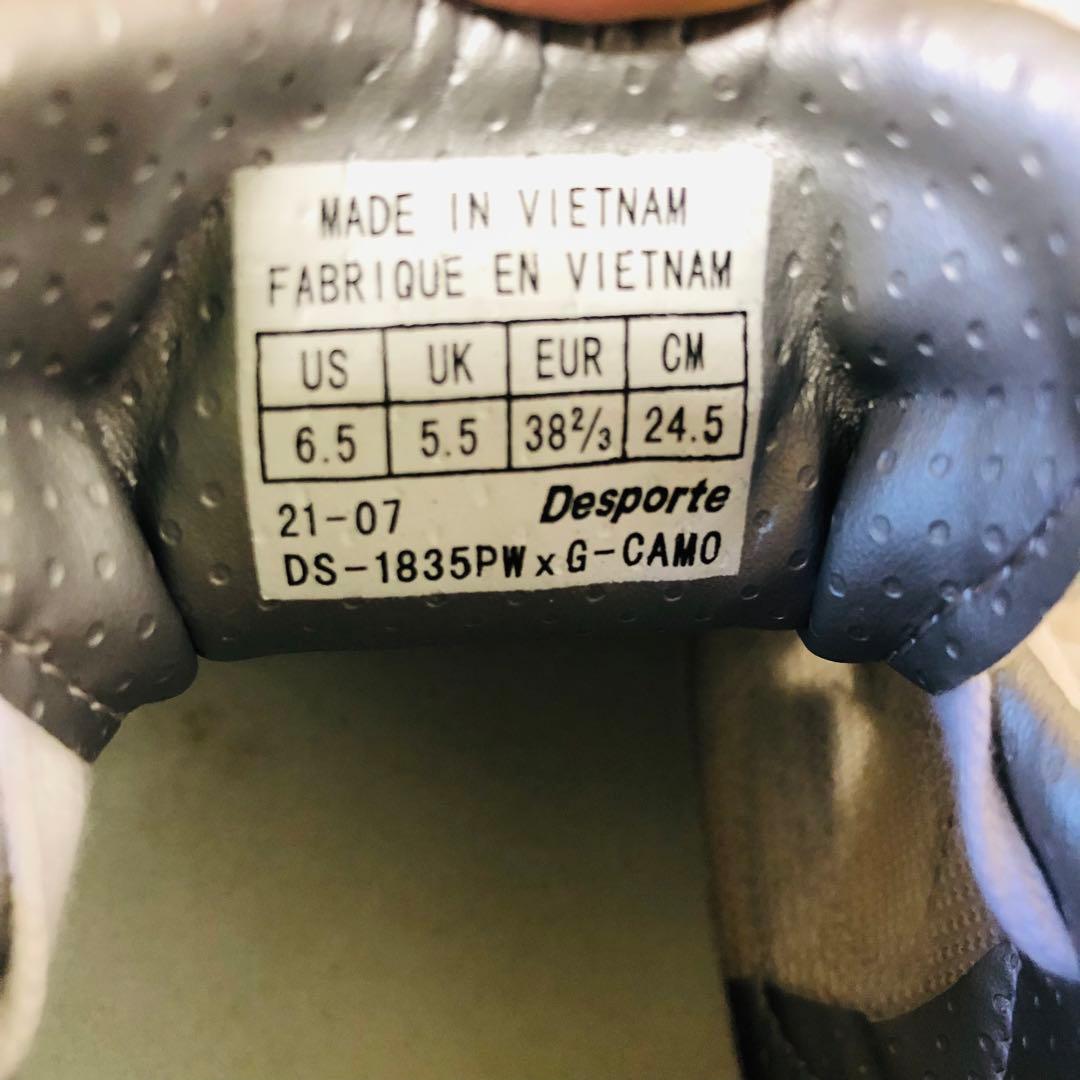 MADE IN VIETNAM
FABRIQUE EN VIETNAM
US UK EUR CM
6.5 5.5 38⅔ 24.5
21-07 Desporte
DS-1835PW x G-CAMO